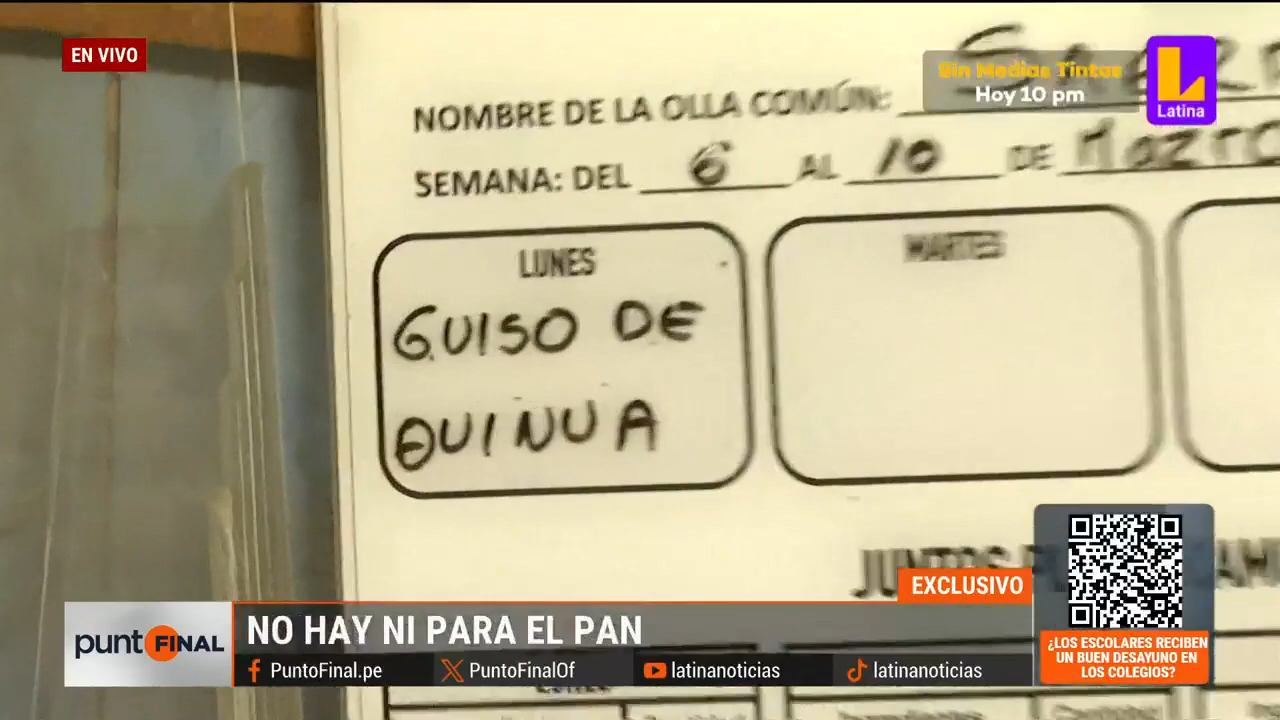 EN VIVO
Sin Medias Tintas
Hoy 10 pm
Latina
NOMBRE DE LA OLLA COMÚN:
SEMANA: DEL 6 AL 10 DE
LUNES
MARTES
GUISO DE
QUINUA
EXCLUSIVO
punto FINAL
NO HAY NI PARA EL PAN
PuntoFinal.pe
PuntoFinalOf
latinanoticias
latinanoticias
¿LOS ESCOLARES RECIBEN
UN BUEN DESAYUNO EN
LOS COLEGIOS?